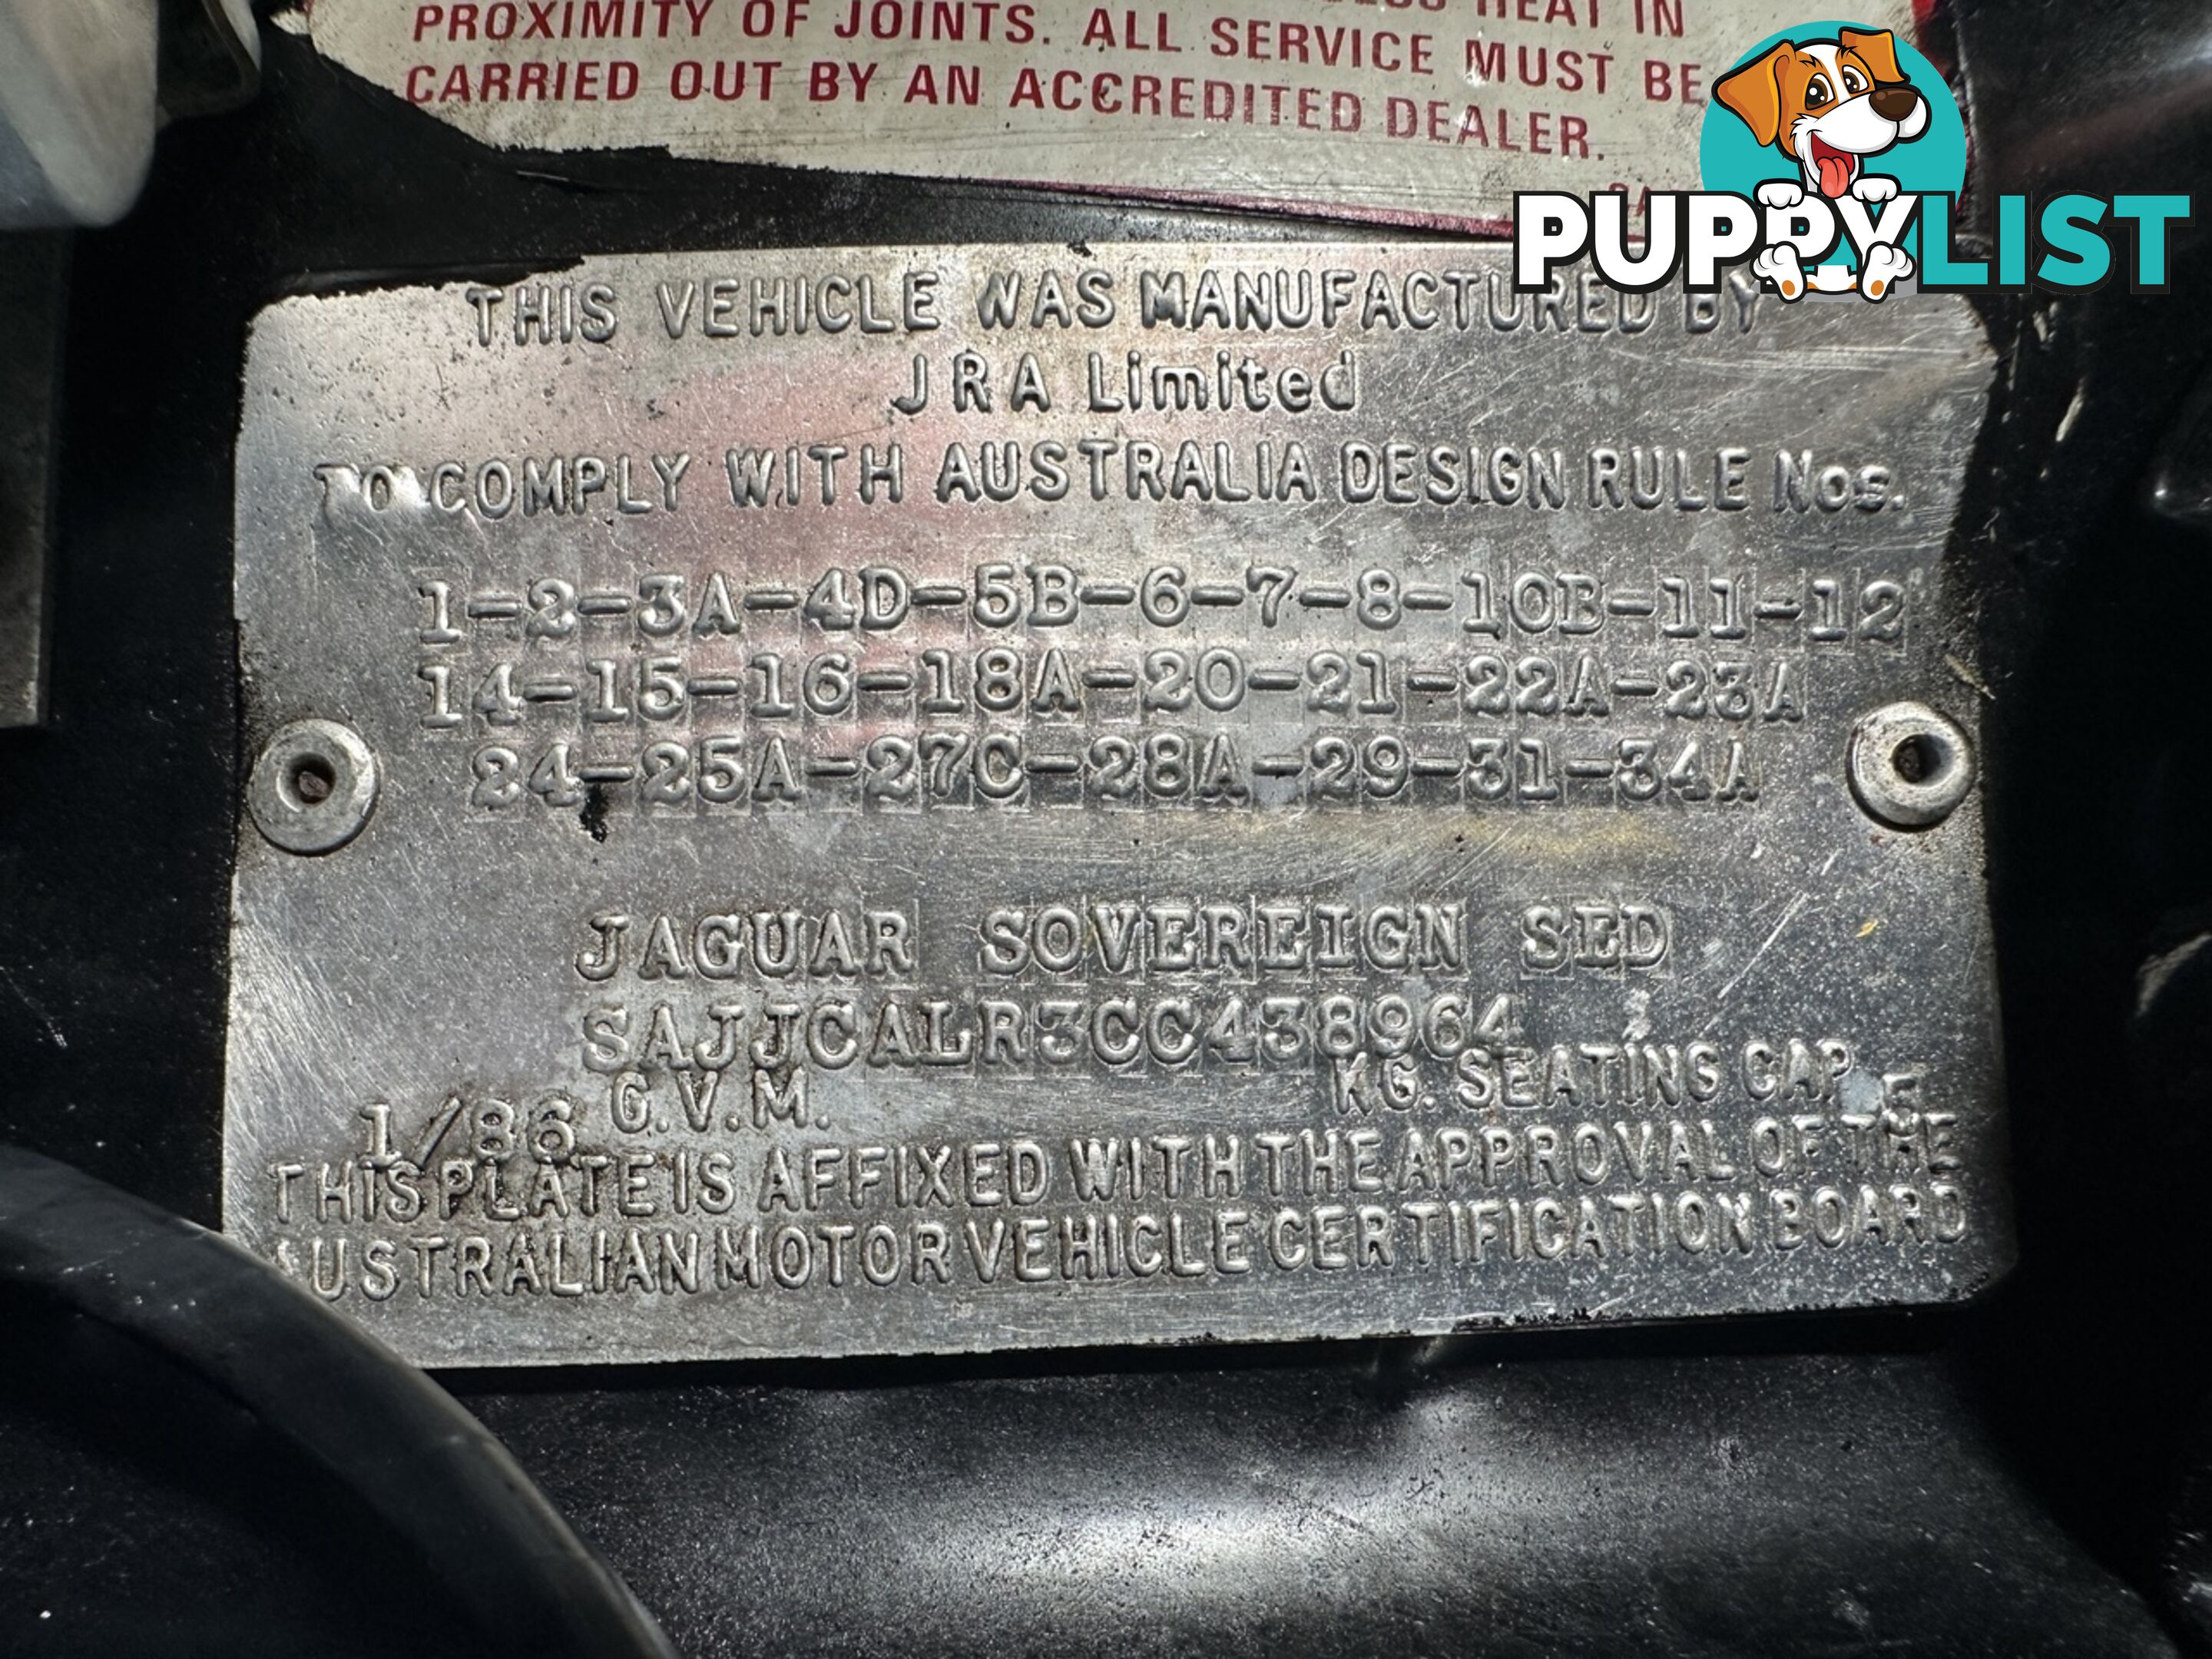 HEAT IN
PROXIMITY OF JOINTS. ALL SERVICE MUST BE
CARRIED OUT BY AN ACCREDITED DEALER.
PUPPYLIST
THIS VEHICLE WAS MANUFACTURED BY
JRA Limited
TO COMPLY WITH AUSTRALIA DESIGN RULE Nos.
1-2-3A-4D-5B-6-7-8-10B-11-12
14-15-16-18A-20-21-22A-23A
24-25A-27C-28A-29-31-34A
JAGUAR SOVEREIGN SED
SAJJCALR3CC438964
1/86 G.V.M. KG. SEATING CAP 5
THIS PLATE IS AFFIXED WITH THE APPROVAL OF THE
AUSTRALIAN MOTOR VEHICLE CERTIFICATION BOARD